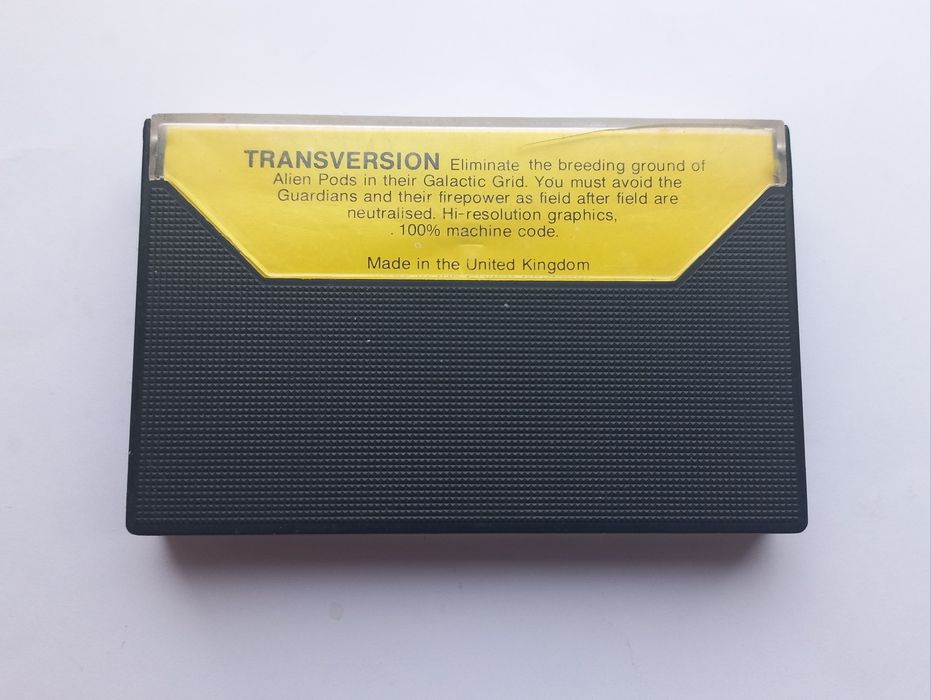 TRANSVERSION Eliminate the breeding ground of
Alien Pods in their Galactic Grid. You must avoid the
Guardians and their firepower as field after field are
neutralised. Hi-resolution graphics,
100% machine code.
Made in the United Kingdom